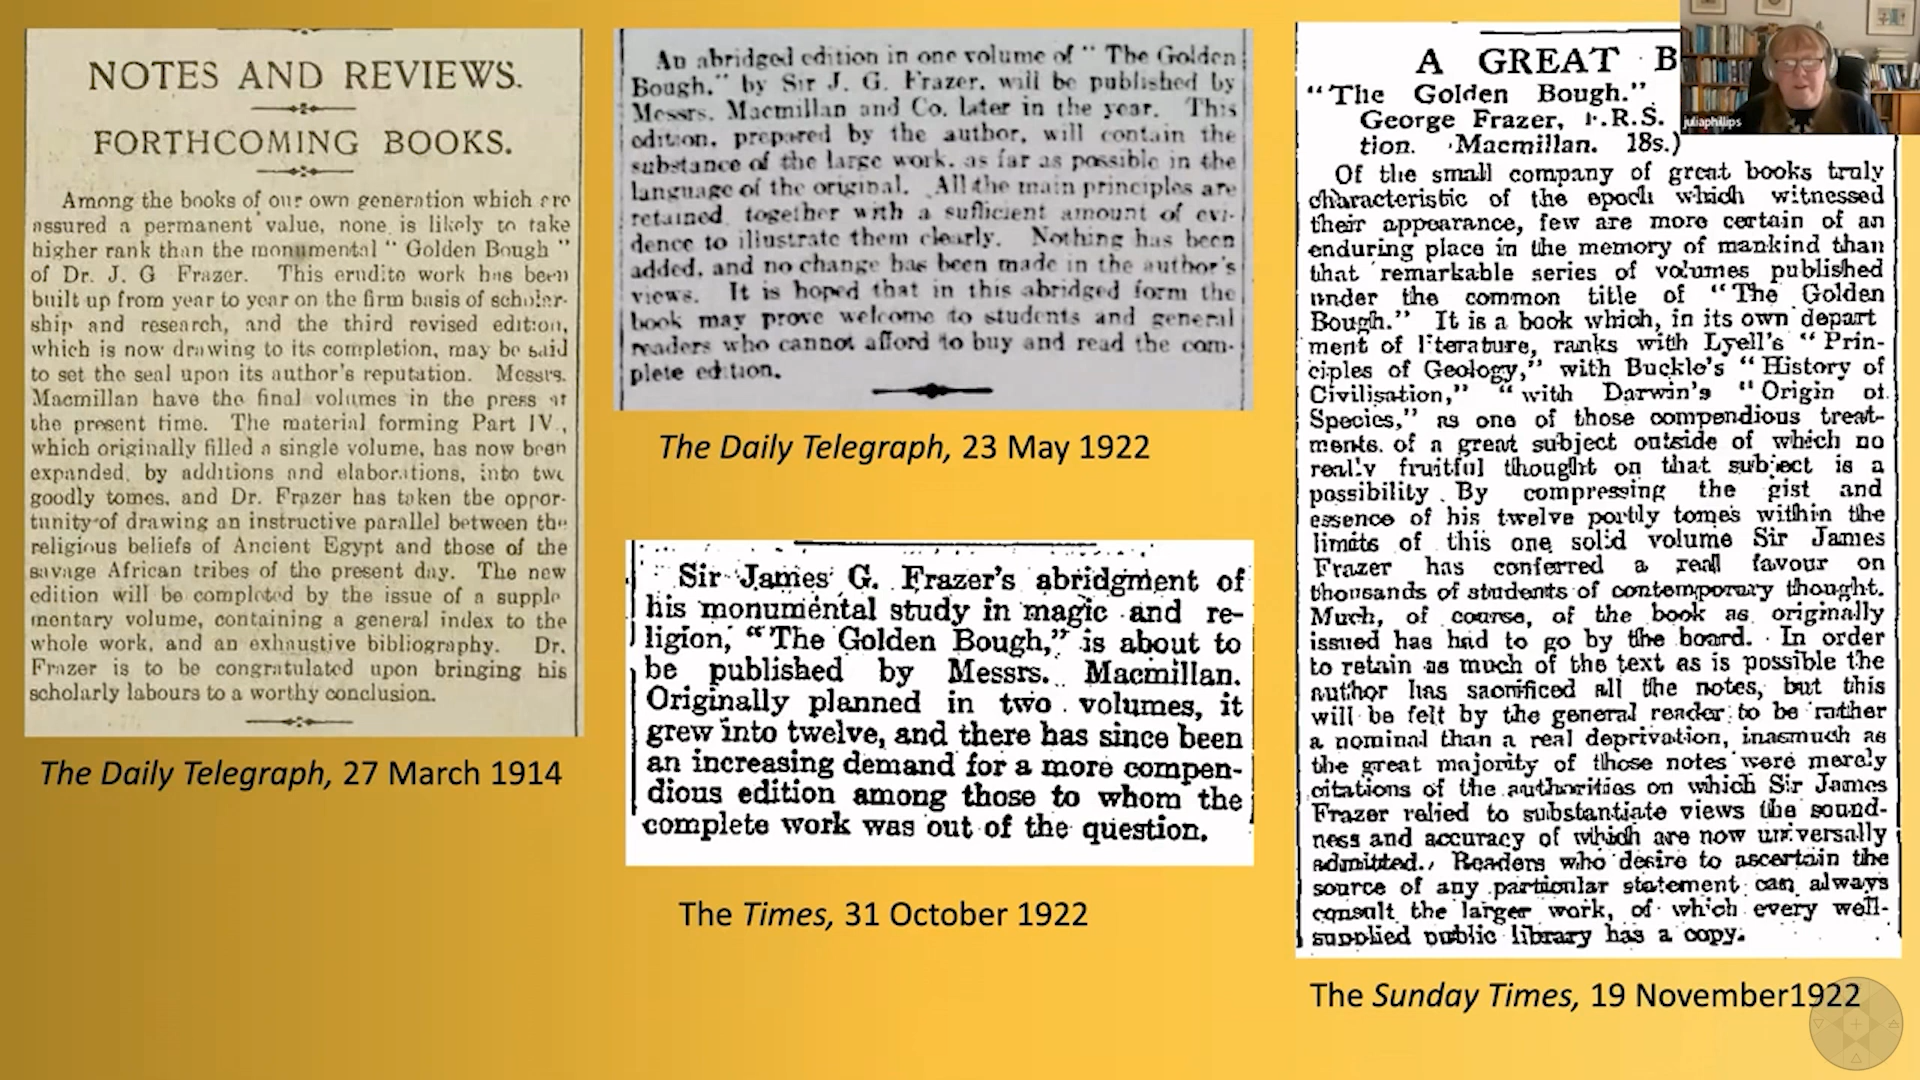 NOTES AND REVIEWS.
FORTHCOMING BOOKS.
Among the books of our own generation which are
assured a permanent value, none is likely to take
higher rank than the monumental " Golden Bough "
of Dr. J. G Frazer. This erudite work has been
built up from year to year on the firm basis of scholar-
ship and research, and the third revised edition,
which is now drawing to its completion, may be said
to set the seal upon its author's reputation. Messrs.
Macmillan have the final volumes in the press at
the present time. The material forming Part IV.,
which originally filled a single volume, has now been
expanded, by additions and elaborations, into two
goodly tomes, and Dr. Frazer has taken the oppor-
tunity of drawing an instructive parallel between the
religious beliefs of Ancient Egypt and those of the
savage African tribes of the present day. The new
edition will be completed by the issue of a supple
mentary volume, containing a general index to the
whole work, and an exhaustive bibliography. Dr.
Frazer is to be congratulated upon bringing his
scholarly labours to a worthy conclusion.
The Daily Telegraph, 27 March 1914
An abridged edition in one volume of " The Golden
Bough." by Sir J. G. Frazer, will be published by
Messrs. Macmillan and Co. later in the year. This
edition, prepared by the author, will contain the
substance of the large work, as far as possible in the
language of the original. All the main principles are
retained together with a sufficient amount of evi-
dence to illustrate them clearly. Nothing has been
added, and no change has been made in the author's
views. It is hoped that in this abridged form the
book may prove welcome to students and general
readers who cannot afford to buy and read the com-
plete edition.
The Daily Telegraph, 23 May 1922
Sir James G. Frazer's abridgment of
his monumental study in magic and re-
ligion, "The Golden Bough," is about to
be published by Messrs. Macmillan.
Originally planned in two volumes, it
grew into twelve, and there has since been
an increasing demand for a more compen-
dious edition among those to whom the
complete work was out of the question.
The Times, 31 October 1922
A GREAT B
"The Golden Bough."
George Frazer, F.R.S.
tion. Macmillan. 18s.)
Of the small company of great books truly
characteristic of the epoch which witnessed
their appearance, few are more certain of an
enduring place in the memory of mankind than
that remarkable series of volumes published
under the common title of "The Golden
Bough." It is a book which, in its own depart
ment of literature, ranks with Lyell's "Prin-
ciples of Geology," with Buckle's "History of
Civilisation," "with Darwin's "Origin of
Species," as one of those compendious treat-
ments of a great subject outside of which no
really fruitful thought on that subject is a
possibility. By compressing the gist and
essence of his twelve portly tomes within the
limits of this one solid volume Sir James
Frazer has conferred a real favour on
thousands of students of contemporary thought.
Much, of course, of the book as originally
issued has had to go by the board. In order
to retain as much of the text as is possible the
author has sacrificed all the notes, but this
will be felt by the general reader to be rather
a nominal than a real deprivation, inasmuch as
the great majority of those notes were merely
citations of the authorities on which Sir James
Frazer relied to substantiate views the sound-
ness and accuracy of which are now universally
admitted. Readers who desire to ascertain the
source of any particular statement can always
consult the larger work, of which every well-
supplied public library has a copy.
The Sunday Times, 19 November1922
juliaphillips